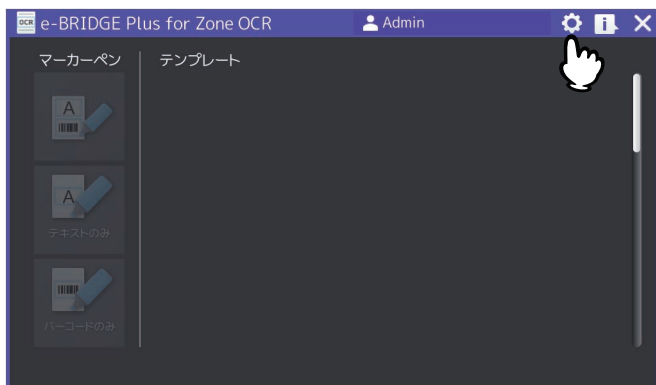 OCR e-BRIDGE Plus for Zone OCR Admin i
マーカーペン テンプレート
A
A
テキストのみ
バーコードのみ